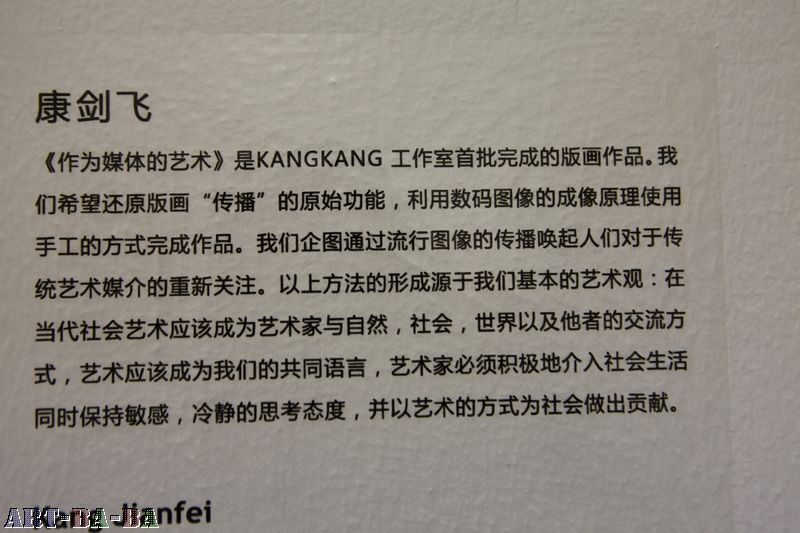 康剑飞
《作为媒体的艺术》是KANGKANG 工作室首批完成的版画作品。我
们希望还原版画“传播”的原始功能，利用数码图像的成像原理使用
手工的方式完成作品。我们企图通过流行图像的传播唤起人们对于传
统艺术媒介的重新关注。以上方法的形成源于我们基本的艺术观：在
当代社会艺术应该成为艺术家与自然，社会，世界以及他者的交流方
式，艺术应该成为我们的共同语言，艺术家必须积极地介入社会生活
同时保持敏感，冷静的思考态度，并以艺术的方式为社会做出贡献。
Kang Jianfei
ART-BA-BA